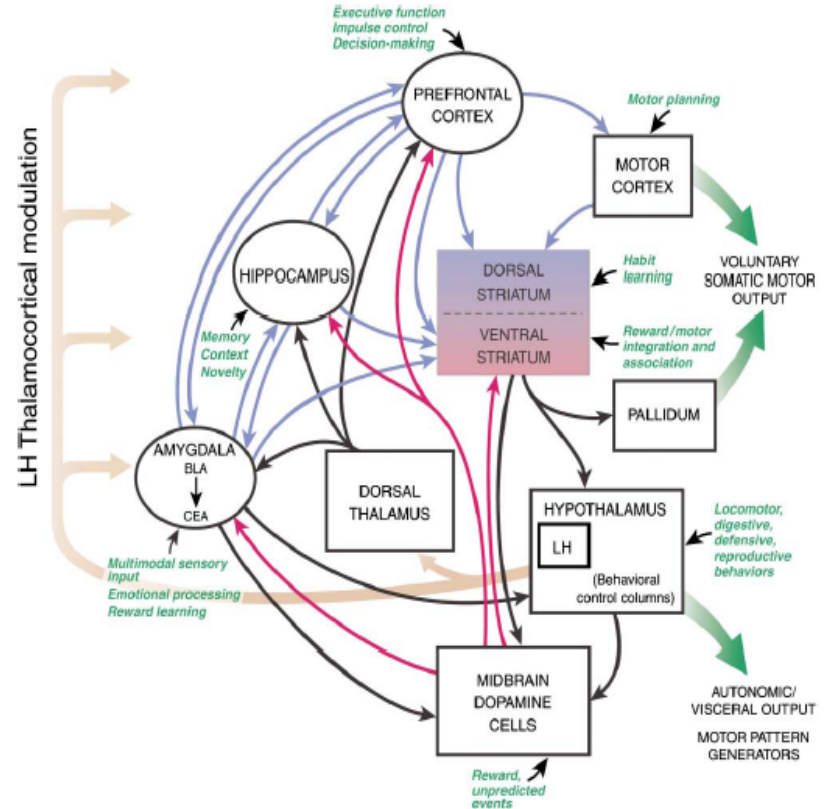 Executive function
Impulse control
Decision-making
PREFRONTAL
CORTEX
Motor planning
MOTOR
CORTEX
LH Thalamocortical modulation
HIPPOCAMPUS
Memory
Context
Novelty
DORSAL
STRIATUM
VENTRAL
STRIATUM
Habit
learning
Reward/motor
integration and
association
VOLUNTARY
SOMATIC MOTOR
OUTPUT
PALLIDUM
AMYGDALA
BLA
CEA
Multimodal sensory
input
Emotional processing
Reward learning
DORSAL
THALAMUS
HYPOTHALAMUS
LH
(Behavioral
control columns)
Locomotor,
digestive,
defensive,
reproductive
behaviors
MIDBRAIN
DOPAMINE
CELLS
Reward,
unpredicted
events
AUTONOMIC/
VISCERAL OUTPUT
MOTOR PATTERN
GENERATORS